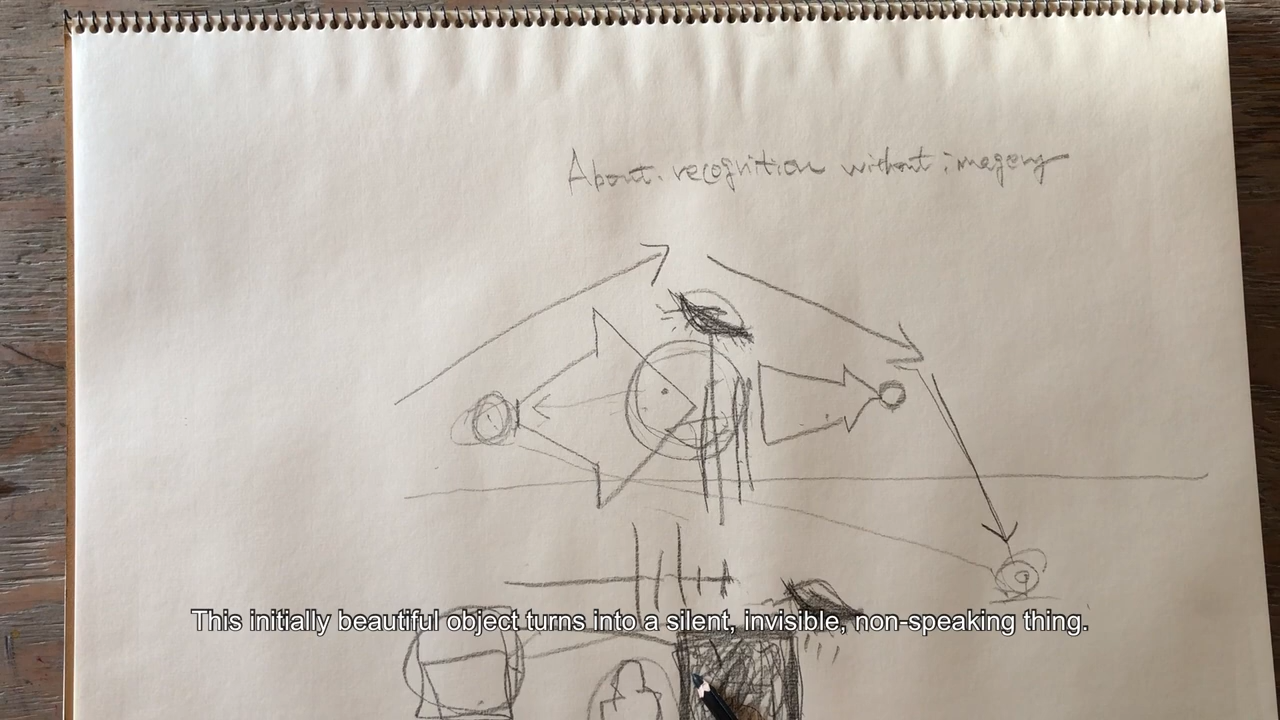 About. recognition without imagery
This initially beautiful object turns into a silent, invisible, non-speaking thing.